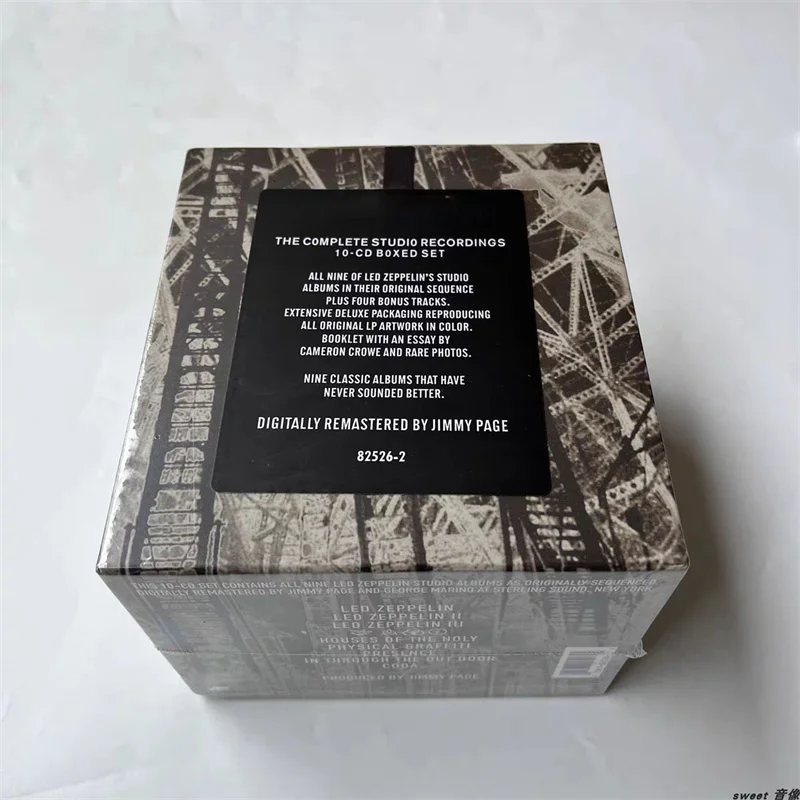 THE COMPLETE STUDIO RECORDINGS
10-CD BOXED SET
ALL NINE OF LED ZEPPELIN'S STUDIO
ALBUMS IN THEIR ORIGINAL SEQUENCE
PLUS FOUR BONUS TRACKS.
EXTENSIVE DELUXE PACKAGING REPRODUCING
ALL ORIGINAL LP ARTWORK IN COLOR.
BOOKLET WITH AN ESSAY BY
CAMERON CROWE AND RARE PHOTOS.
NINE CLASSIC ALBUMS THAT HAVE
NEVER SOUNDED BETTER.
DIGITALLY REMASTERED BY JIMMY PAGE
82526-2
THIS 10-CD SET CONTAINS ALL NINE LED ZEPPELIN STUDIO ALBUMS AS ORIGINALLY SEQUENCED.
DIGITALLY REMASTERED BY JIMMY PAGE AND GEORGE MARINO AT STERLING SOUND, NEW YORK
LED ZEPPELIN
LED ZEPPELIN II
LED ZEPPELIN III
HOUSES OF THE HOLY
PHYSICAL GRAFFITI
PRESENCE
IN THROUGH THE OUT DOOR
CODA
PRODUCED BY JIMMY PAGE
sweet 音像